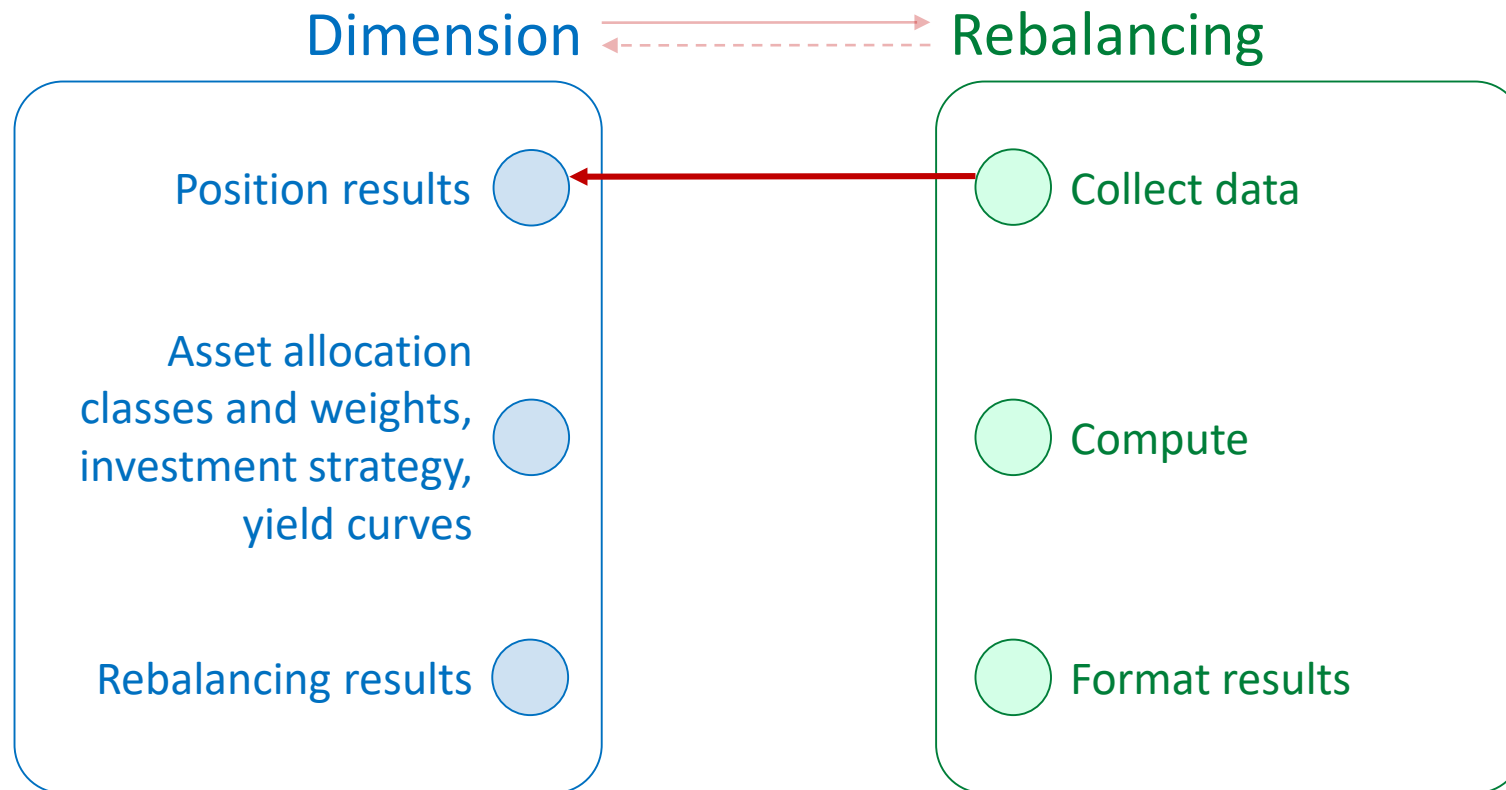 Dimension
Rebalancing
Position results
Collect data
Asset allocation
classes and weights,
investment strategy,
yield curves
Compute
Rebalancing results
Format results